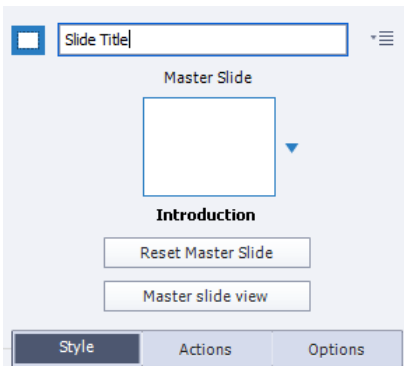 Slide Title
Master Slide
Introduction
Reset Master Slide
Master slide view
Style Actions Options